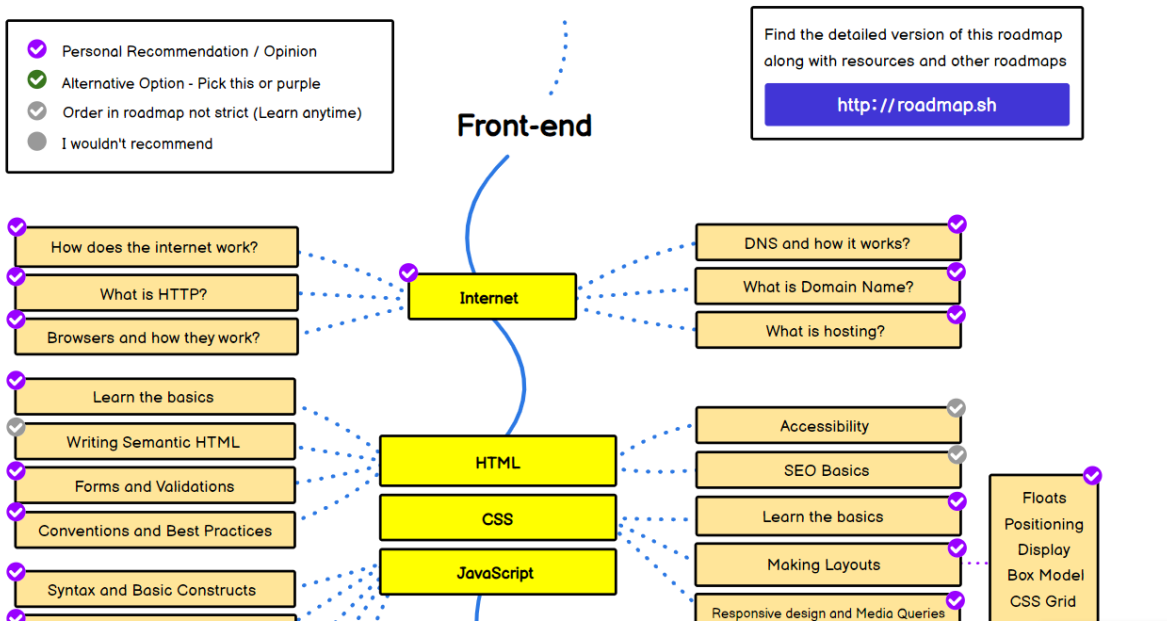 Personal Recommendation / Opinion
Alternative Option - Pick this or purple
Order in roadmap not strict (Learn anytime)
I wouldn't recommend
Find the detailed version of this roadmap
along with resources and other roadmaps
http://roadmap.sh
Front-end
How does the internet work?
What is HTTP?
Browsers and how they work?
Internet
DNS and how it works?
What is Domain Name?
What is hosting?
Learn the basics
Writing Semantic HTML
Forms and Validations
Conventions and Best Practices
HTML
Accessibility
SEO Basics
CSS
Learn the basics
Making Layouts
Responsive design and Media Queries
Floats
Positioning
Display
Box Model
CSS Grid
JavaScript
Syntax and Basic Constructs